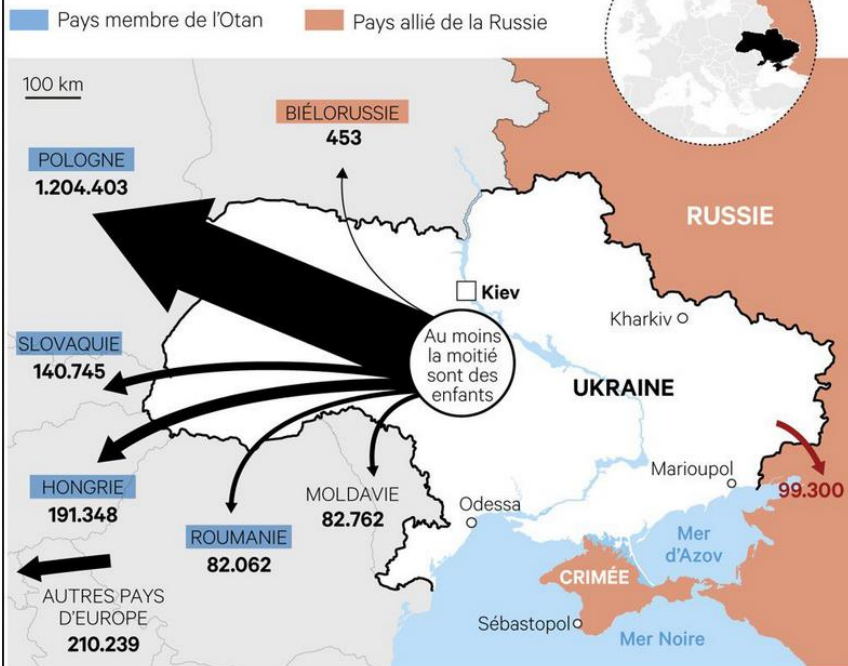 Pays membre de l'Otan
Pays allié de la Russie
100 km
BIÉLORUSSIE
453
POLOGNE
1.204.403
RUSSIE
Kiev
Kharkiv
Au moins
la moitié
sont des
enfants
SLOVAQUIE
140.745
UKRAINE
HONGRIE
191.348
MOLDAVIE
82.762
Marioupol
99.300
Odessa
ROUMANIE
82.062
Mer
d'Azov
CRIMÉE
AUTRES PAYS
D'EUROPE
210.239
Sébastopol
Mer Noire